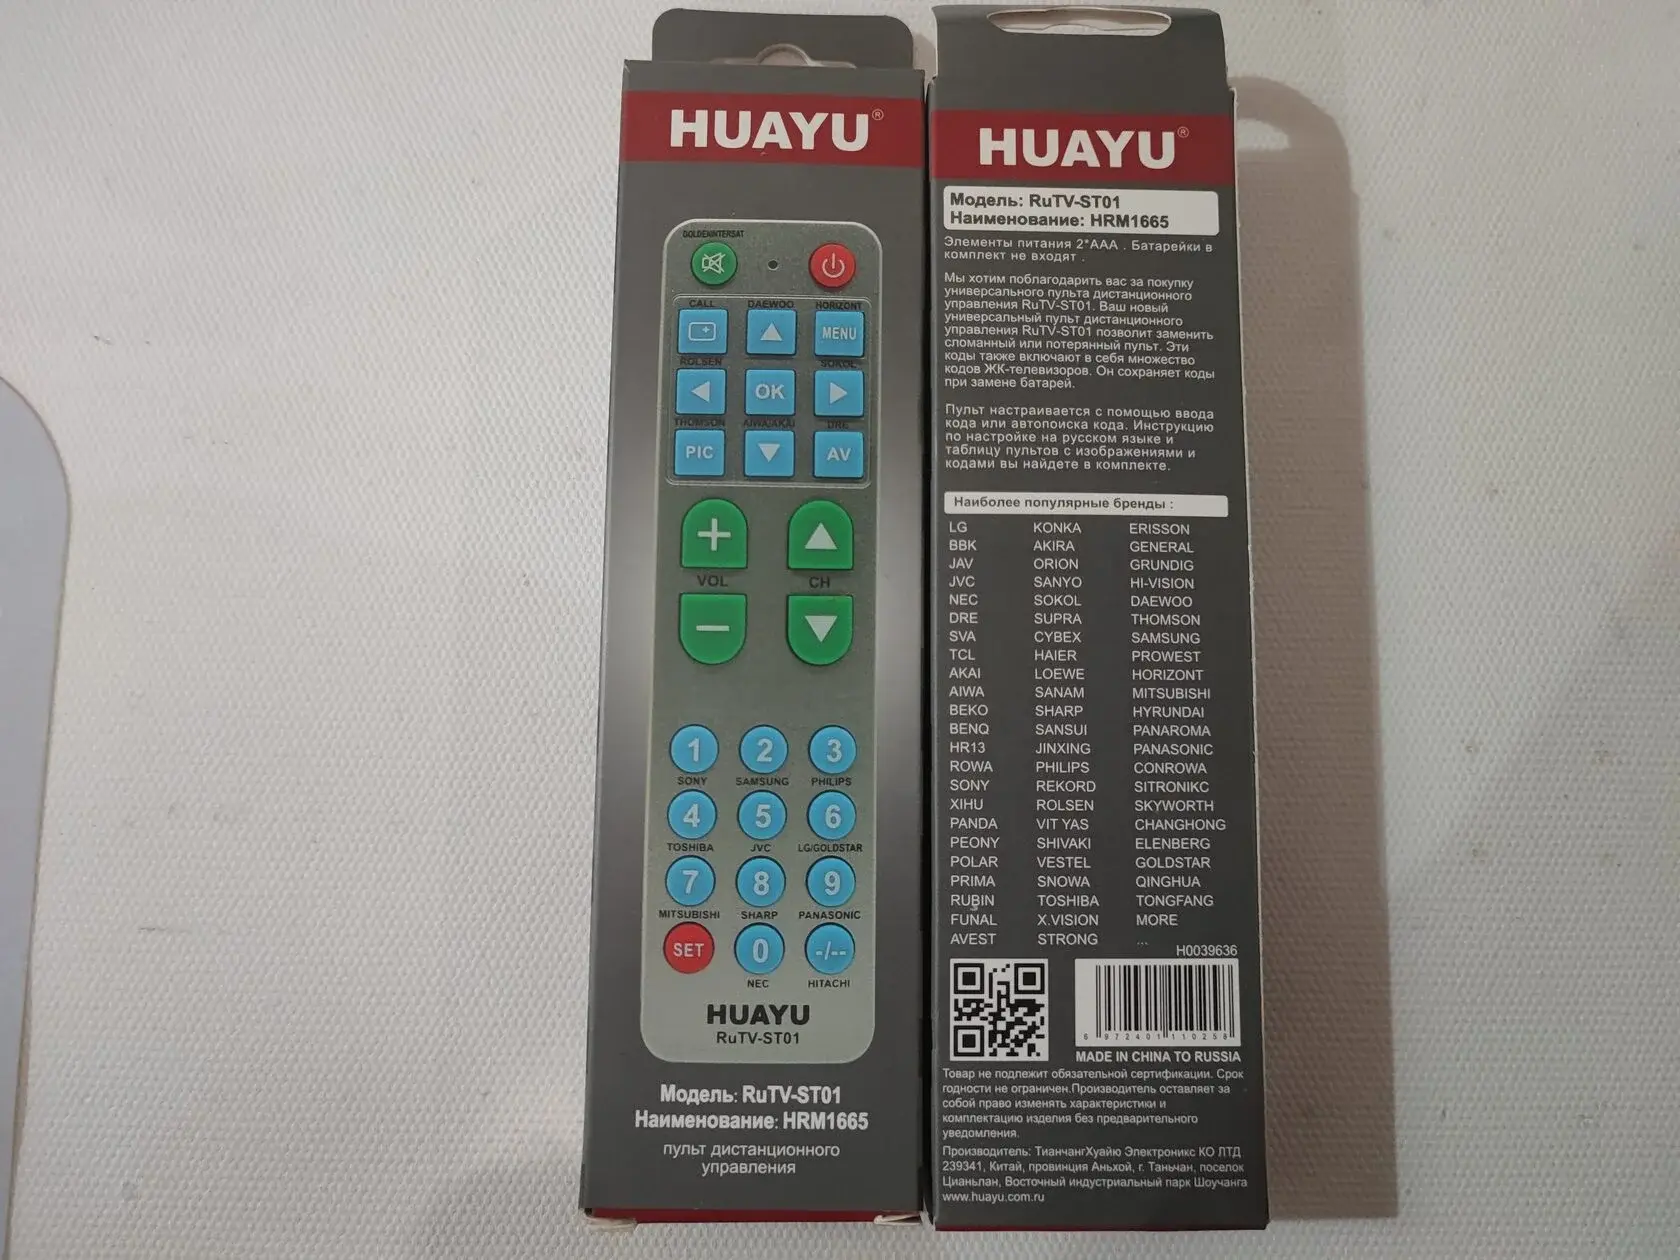 HUAYU®
GOLDENINTERSAT
CALL DAEWOO HORIZONT
MENU
ROLSEN SOKOL
OK
THOMSON AIWA/AKAI DRE
PIC AV
+
VOL CH
−
1 2 3
SONY SAMSUNG PHILIPS
4 5 6
TOSHIBA JVC LG/GOLDSTAR
7 8 9
MITSUBISHI SHARP PANASONIC
SET 0 -/--
NEC HITACHI
HUAYU
RuTV-ST01
Модель: RuTV-ST01
Наименование: HRM1665
пульт дистанционного
управления
HUAYU®
Модель: RuTV-ST01
Наименование: HRM1665
Элементы питания 2*ААА . Батарейки в
комплект не входят .
Мы хотим поблагодарить вас за покупку
универсального пульта дистанционного
управления RuTV-ST01. Ваш новый
универсальный пульт дистанционного
управления RuTV-ST01 позволит заменить
сломанный или потерянный пульт. Эти
коды также включают в себя множество
кодов ЖК-телевизоров. Он сохраняет коды
при замене батарей.
Пульт настраивается с помощью ввода
кода или автопоиска кода. Инструкцию
по настройке на русском языке и
таблицу пультов с изображениями и
кодами вы найдете в комплекте.
Наиболее популярные бренды :
LG KONKA ERISSON
BBK AKIRA GENERAL
JAV ORION GRUNDIG
JVC SANYO HI-VISION
NEC SOKOL DAEWOO
DRE SUPRA THOMSON
SVA CYBEX SAMSUNG
TCL HAIER PROWEST
AKAI LOEWE HORIZONT
AIWA SANAM MITSUBISHI
BEKO SHARP HYRUNDAI
BENQ SANSUI PANAROMA
HR13 JINXING PANASONIC
ROWA PHILIPS CONROWA
SONY REKORD SITRONIKC
XIHU ROLSEN SKYWORTH
PANDA VIT YAS CHANGHONG
PEONY SHIVAKI ELENBERG
POLAR VESTEL GOLDSTAR
PRIMA SNOWA QINGHUA
RUBIN TOSHIBA TONGFANG
FUNAL X.VISION MORE
AVEST STRONG ...
H0039636
6 972401 110258
MADE IN CHINA TO RUSSIA
Товар не подлежит обязательной сертификации. Срок
годности не ограничен.Производитель оставляет за
собой право изменять характеристики и
комплектацию изделия без предварительного
уведомления.
Производитель: ТианчангХуайю Электроникс КО ЛТД
239341, Китай, провинция Аньхой, г. Таньчан, поселок
Цианьлан, Восточный индустриальный парк Шоучанга
www.huayu.com.ru